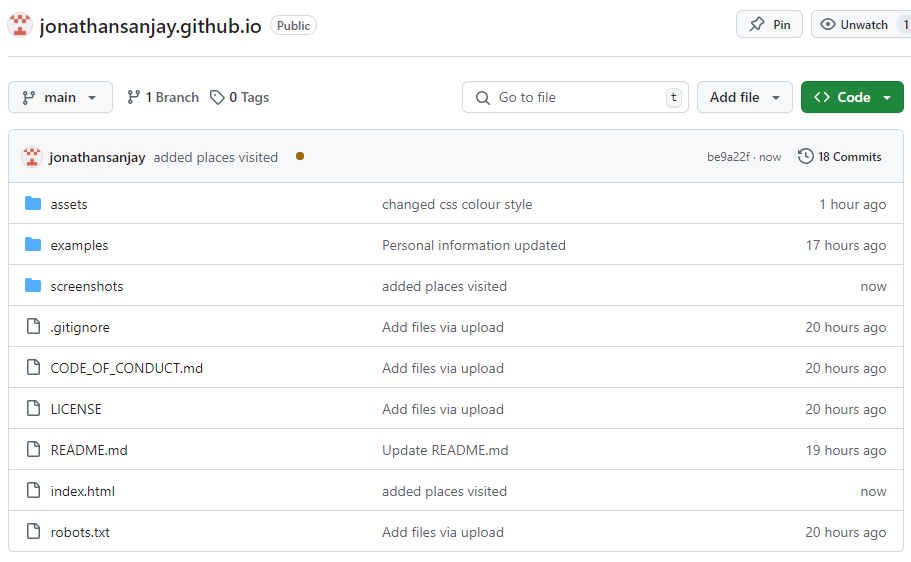 jonathansanjay.github.io Public Pin Unwatch 1
main 1 Branch 0 Tags Go to file t Add file Code
jonathansanjay added places visited be9a22f · now 18 Commits
assets changed css colour style 1 hour ago
examples Personal information updated 17 hours ago
screenshots added places visited now
.gitignore Add files via upload 20 hours ago
CODE_OF_CONDUCT.md Add files via upload 20 hours ago
LICENSE Add files via upload 20 hours ago
README.md Update README.md 19 hours ago
index.html added places visited now
robots.txt Add files via upload 20 hours ago